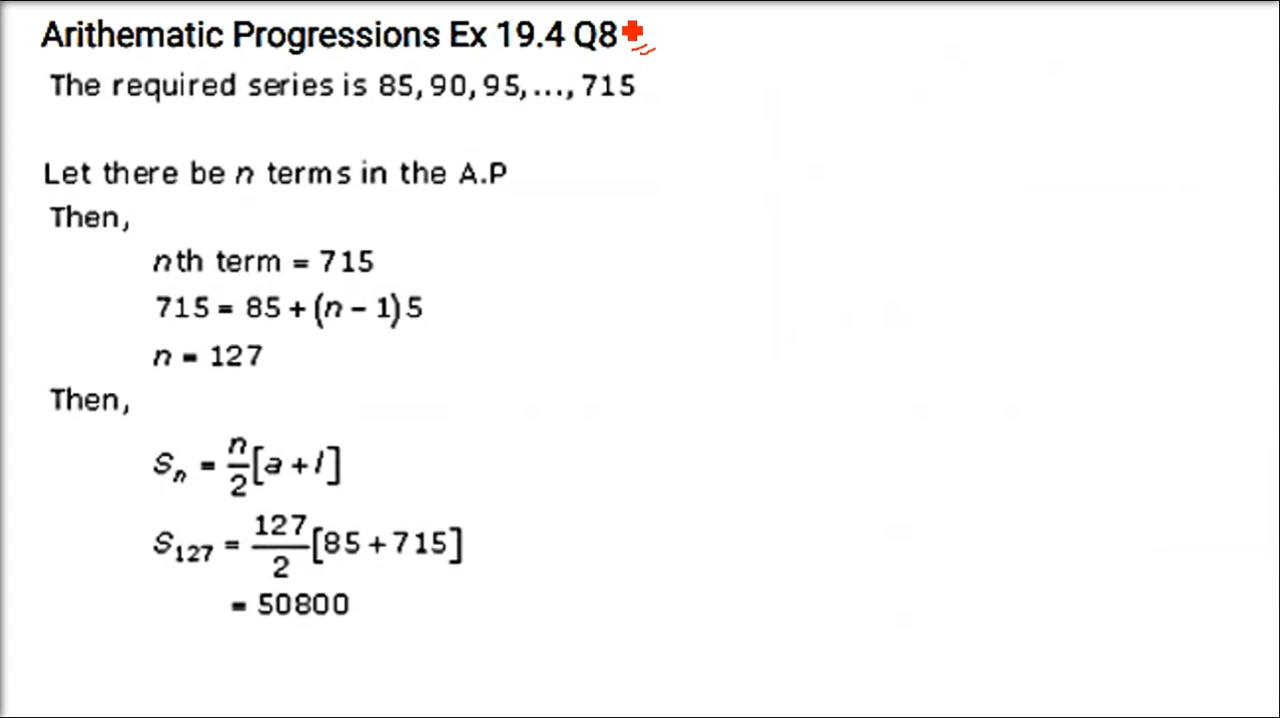 Arithematic Progressions Ex 19.4 Q8
The required series is 85, 90, 95, ..., 715
Let there be n terms in the A.P
Then,
nth term = 715
715 = 85 + (n − 1) 5
n = 127
Then,
Sₙ = n/2 [a + l]
S₁₂₇ = 127/2 [85 + 715]
= 50800